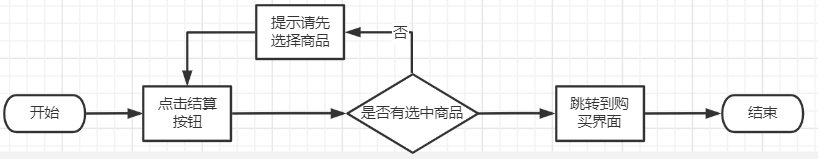 提示请先
选择商品
否
开始
点击结算
按钮
是否有选中商品
跳转到购
买界面
结束